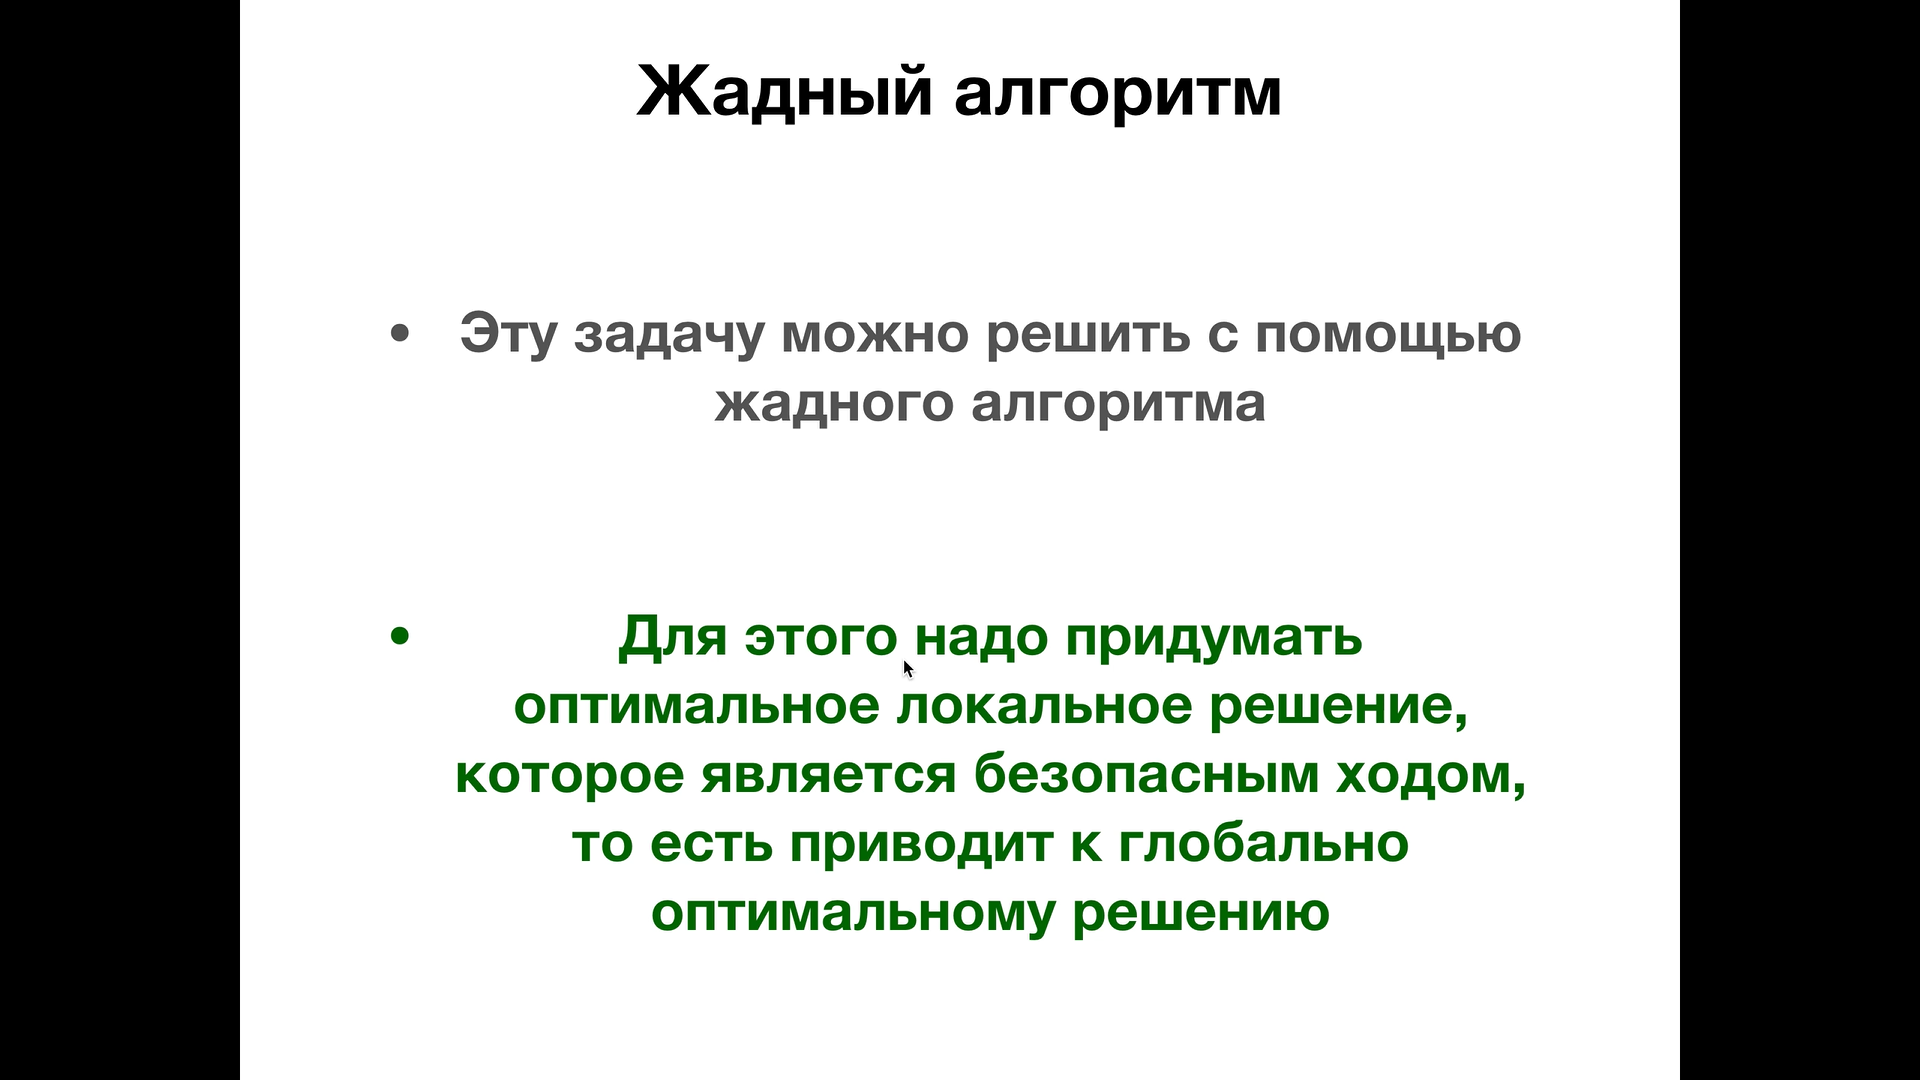 Жадный алгоритм
• Эту задачу можно решить с помощью
жадного алгоритма
• Для этого надо придумать
оптимальное локальное решение,
которое является безопасным ходом,
то есть приводит к глобально
оптимальному решению